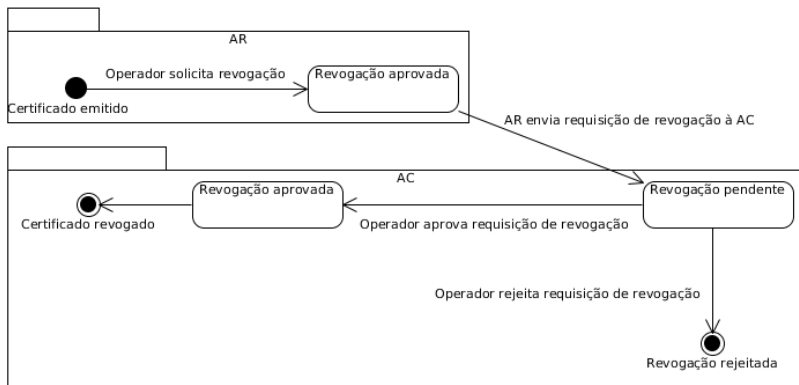 AR
Operador solicita revogação
Revogação aprovada
Certificado emitido
AR envia requisição de revogação à AC
AC
Revogação aprovada
Revogação pendente
Certificado revogado
Operador aprova requisição de revogação
Operador rejeita requisição de revogação
Revogação rejeitada